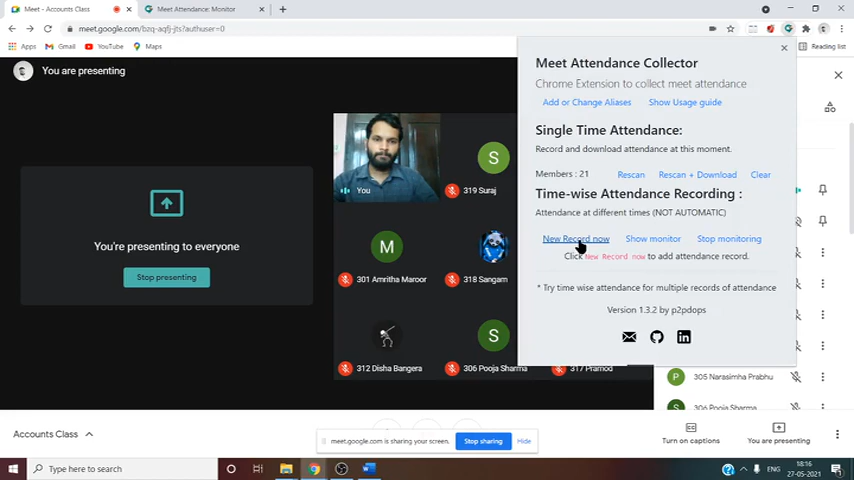 Meet - Accounts Class
Meet Attendance: Monitor
meet.google.com/bzq-aqfj-jts?authuser=0
Apps
Gmail
YouTube
Maps
Reading list
You are presenting
You're presenting to everyone
Stop presenting
You
S
319 Suraj
M
301 Amritha Maroor
318 Sangam
312 Disha Bangera
S
306 Pooja Sharma
317 Pramod
Meet Attendance Collector
Chrome Extension to collect meet attendance
Add or Change Aliases
Show Usage guide
Single Time Attendance:
Record and download attendance at this moment.
Members : 21
Rescan
Rescan + Download
Clear
Time-wise Attendance Recording :
Attendance at different times (NOT AUTOMATIC)
New Record now
Show monitor
Stop monitoring
Click New Record now to add attendance record.
* Try time wise attendance for multiple records of attendance
Version 1.3.2 by p2pdops
P
305 Narasimha Prabhu
306 Pooja Sharma
Accounts Class
meet.google.com is sharing your screen.
Stop sharing
Hide
Turn on captions
You are presenting
Type here to search
ENG
18:16
27-05-2021